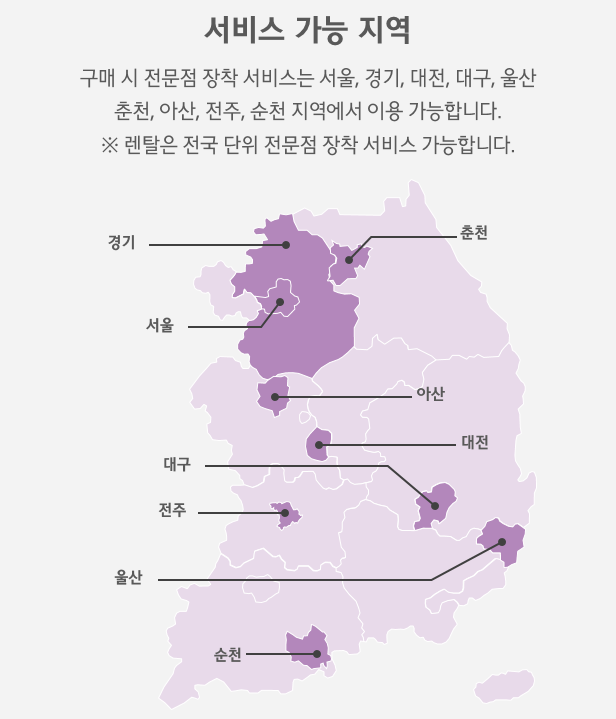 서비스 가능 지역
구매 시 전문점 장착 서비스는 서울, 경기, 대전, 대구, 울산
춘천, 아산, 전주, 순천 지역에서 이용 가능합니다.
※ 렌탈은 전국 단위 전문점 장착 서비스 가능합니다.
춘천
경기
서울
아산
대전
대구
전주
울산
순천